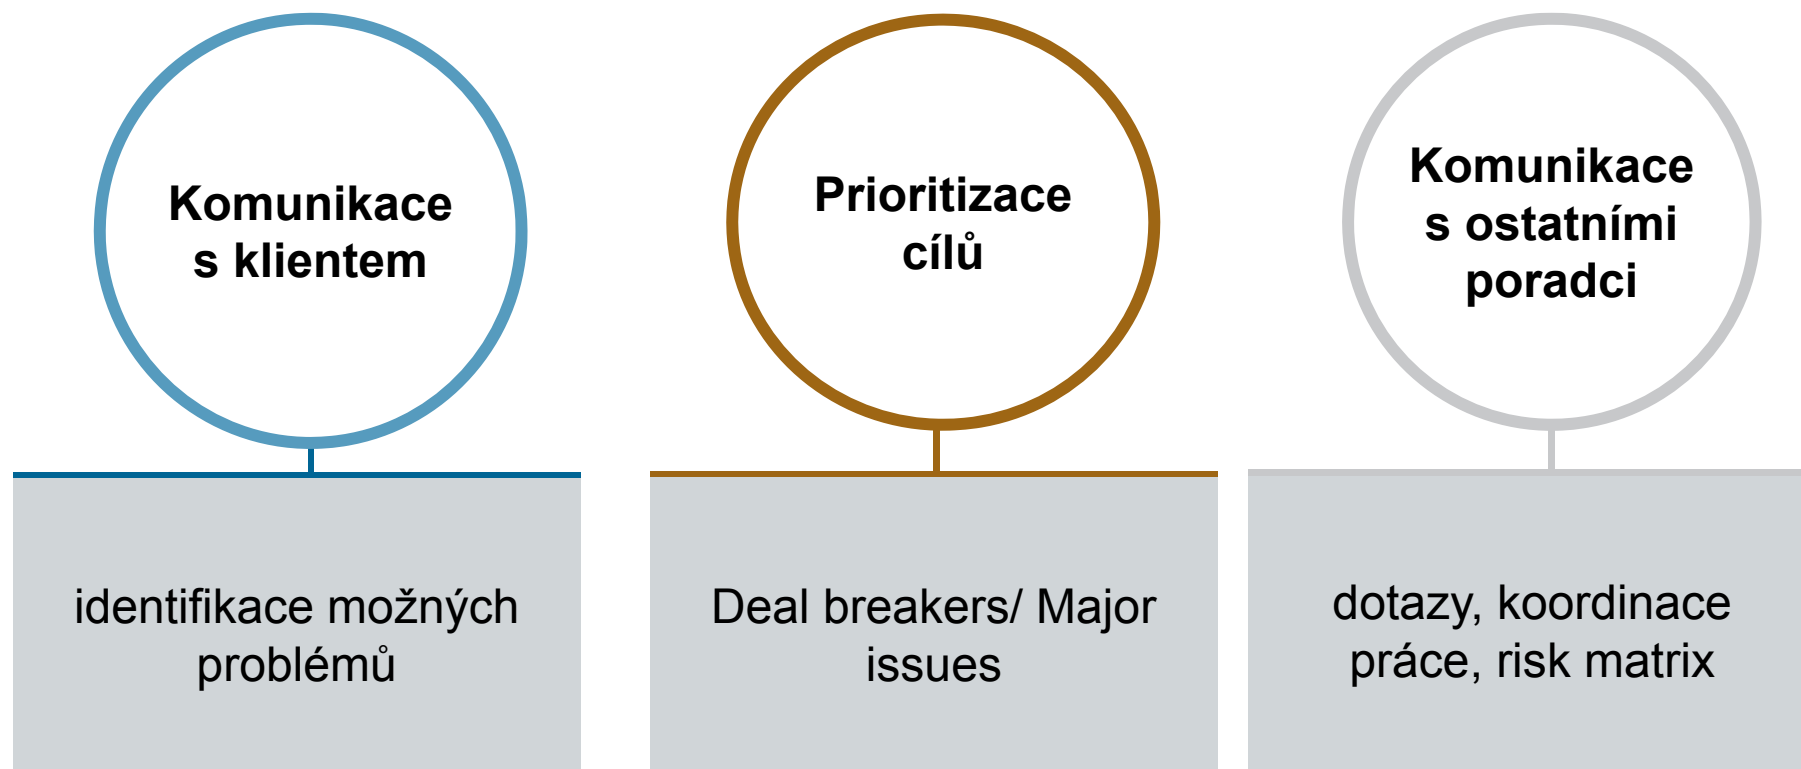 Komunikace
s klientem
identifikace možných
problémů
Prioritizace
cílů
Deal breakers/ Major
issues
Komunikace
s ostatními
poradci
dotazy, koordinace
práce, risk matrix